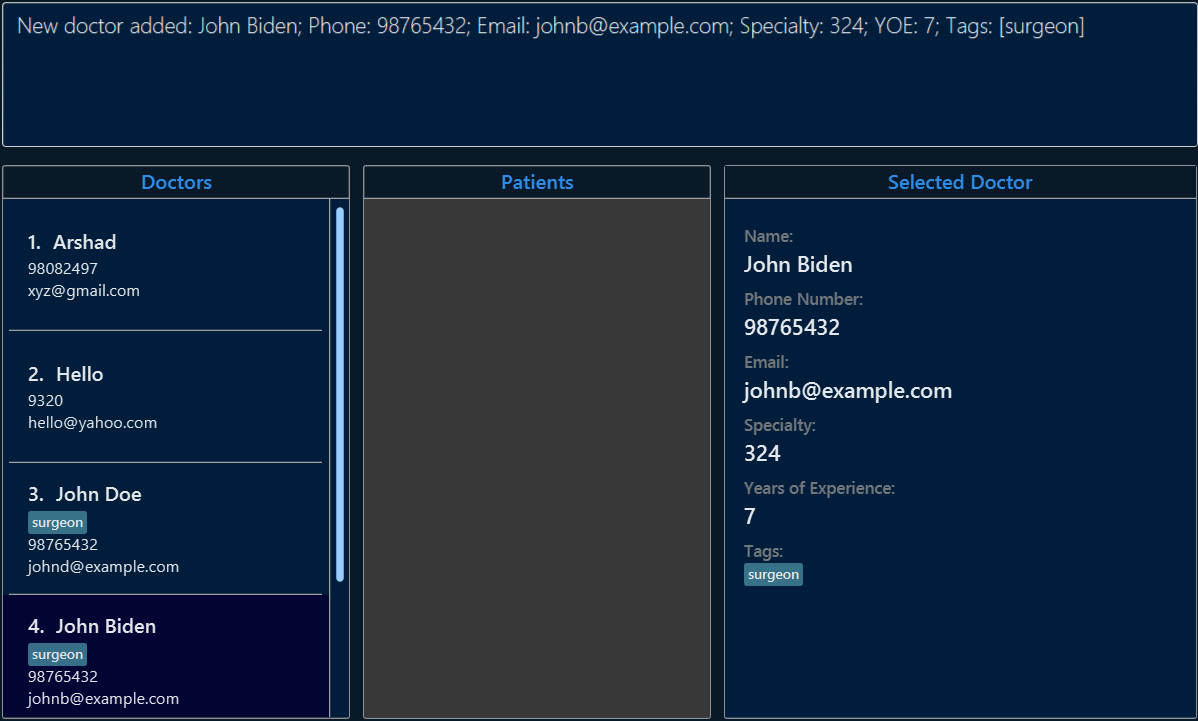 New doctor added: John Biden; Phone: 98765432; Email: johnb@example.com; Specialty: 324; YOE: 7; Tags: [surgeon]
Doctors
1. Arshad
98082497
xyz@gmail.com
2. Hello
9320
hello@yahoo.com
3. John Doe
surgeon
98765432
johnd@example.com
4. John Biden
surgeon
98765432
johnb@example.com
Patients
Selected Doctor
Name:
John Biden
Phone Number:
98765432
Email:
johnb@example.com
Specialty:
324
Years of Experience:
7
Tags:
surgeon